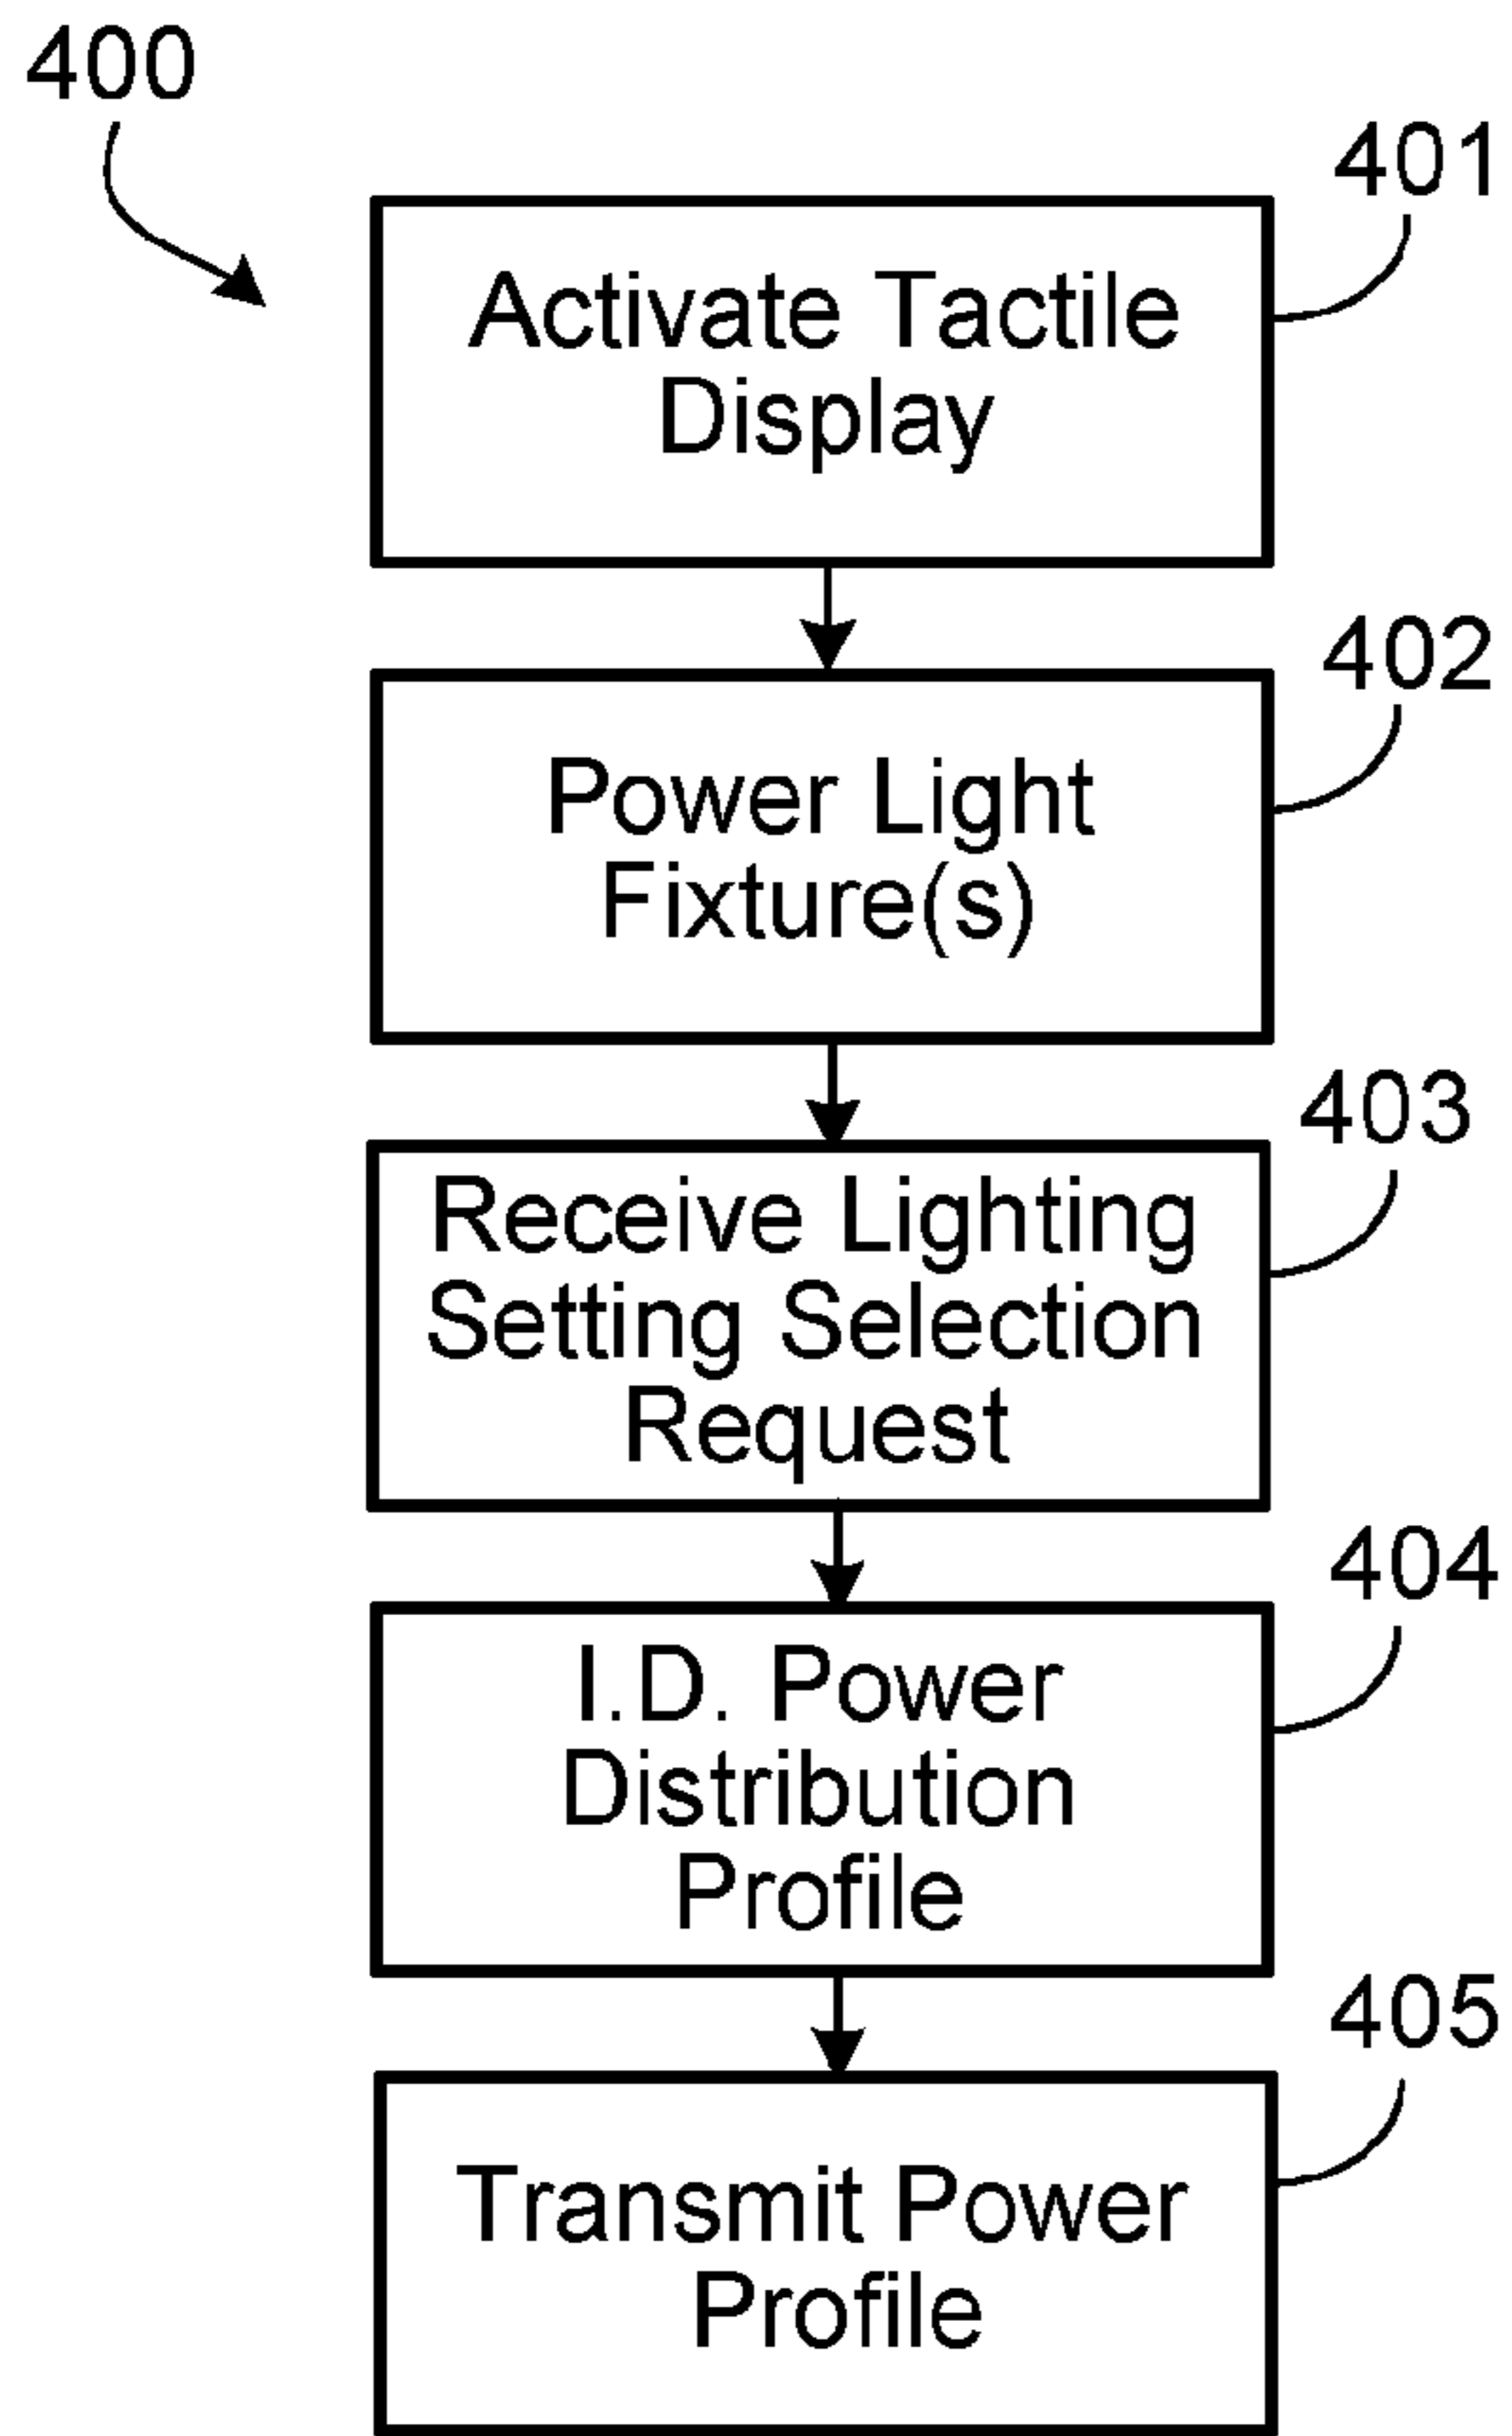 400
401
Activate Tactile
Display
402
Power Light
Fixture(s)
403
Receive Lighting
Setting Selection
Request
404
I.D. Power
Distribution
Profile
405
Transmit Power
Profile